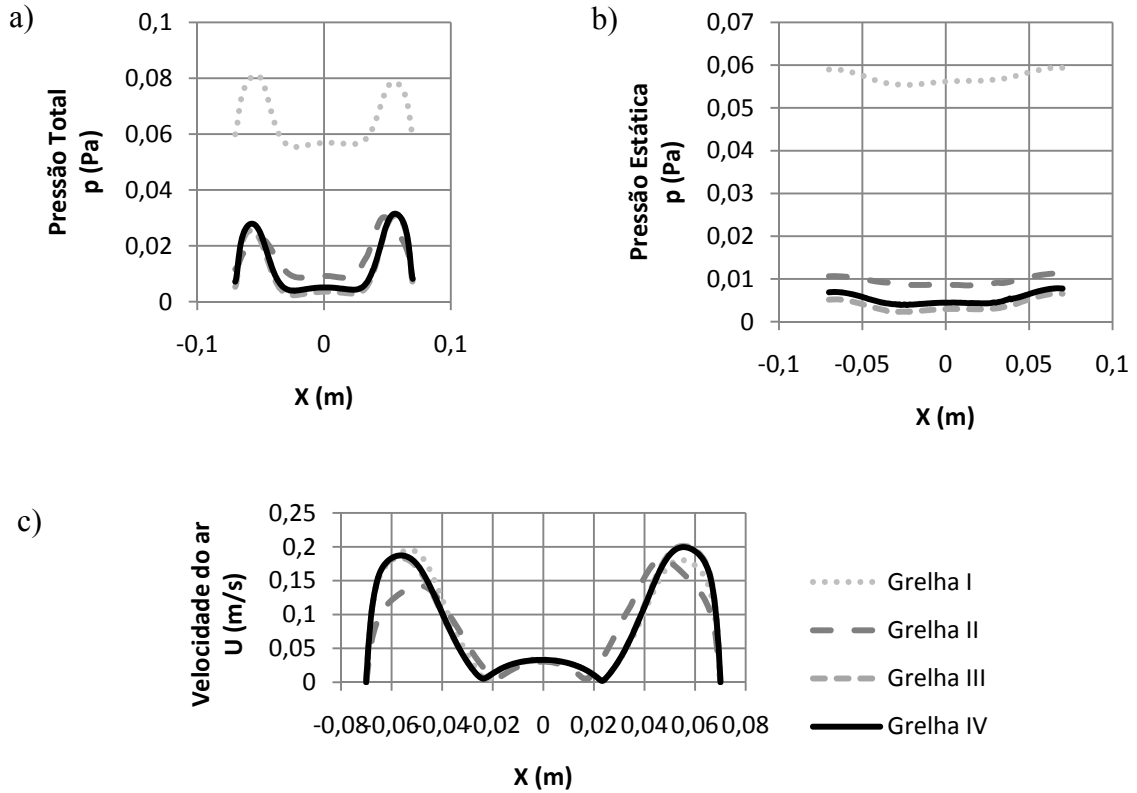 a)
Pressão Total
p (Pa)
0,1
0,08
0,06
0,04
0,02
0
-0,1
0
0,1
X (m)
b)
Pressão Estática
p (Pa)
0,07
0,06
0,05
0,04
0,03
0,02
0,01
0
-0,1
-0,05
0
0,05
0,1
X (m)
c)
Velocidade do ar
U (m/s)
0,25
0,2
0,15
0,1
0,05
0
-0,08
-0,06
-0,04
-0,02
0
0,02
0,04
0,06
0,08
X (m)
Grelha I
Grelha II
Grelha III
Grelha IV